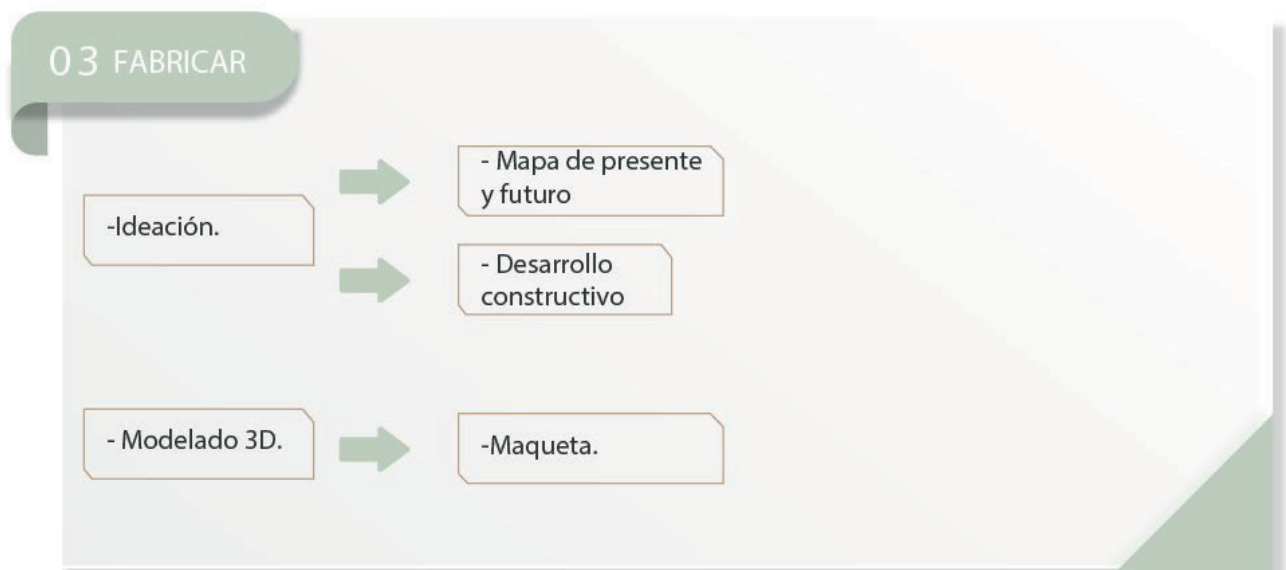 03 FABRICAR
-Ideación.
- Mapa de presente
y futuro
- Desarrollo
constructivo
- Modelado 3D.
-Maqueta.